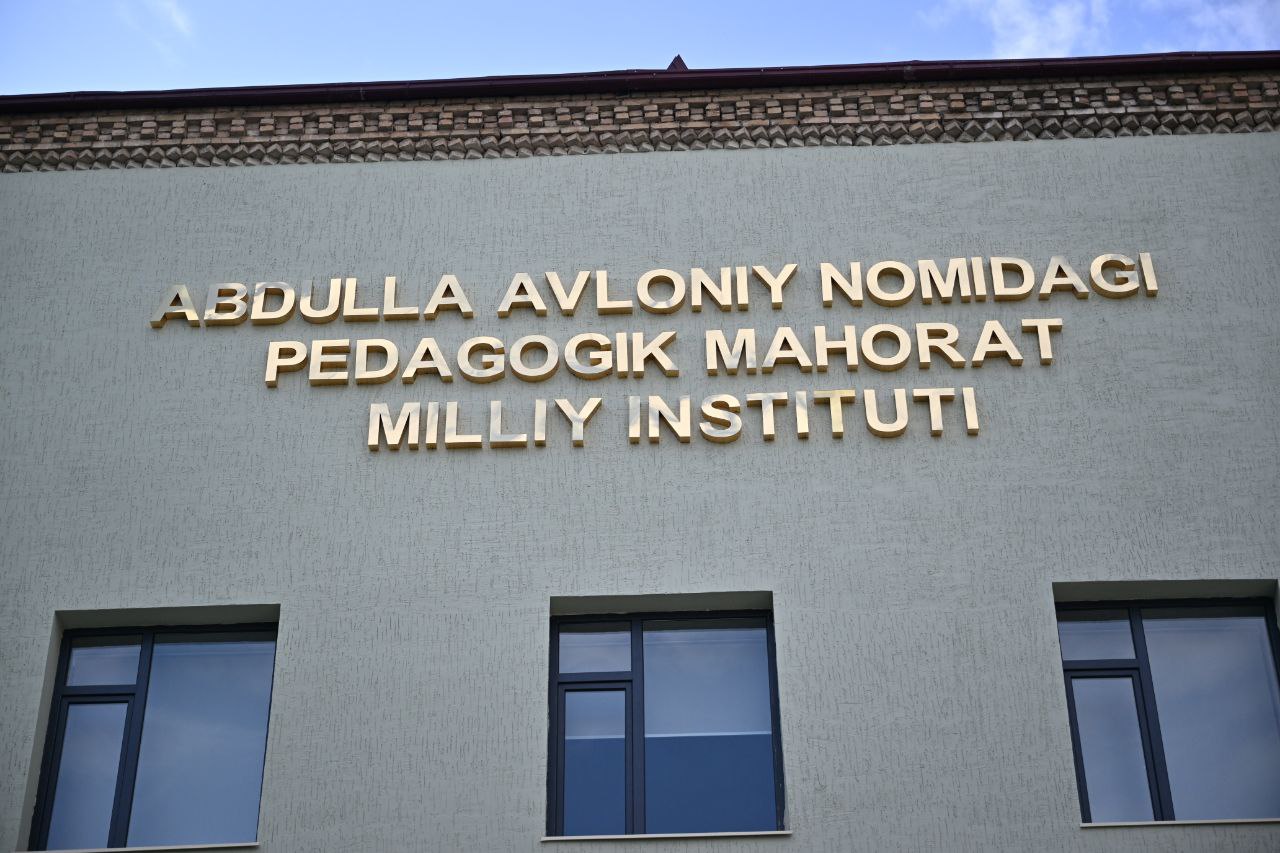 ABDULLA AVLONIY NOMIDAGI
PEDAGOGIK MAHORAT
MILLIY INSTITUTI